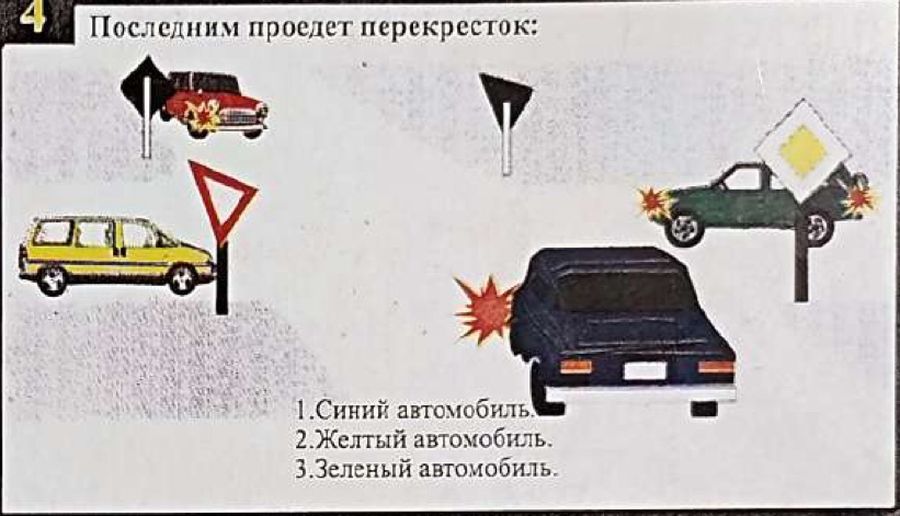 4
Последним проедет перекресток:
1.Синий автомобиль.
2.Желтый автомобиль.
3.Зеленый автомобиль.